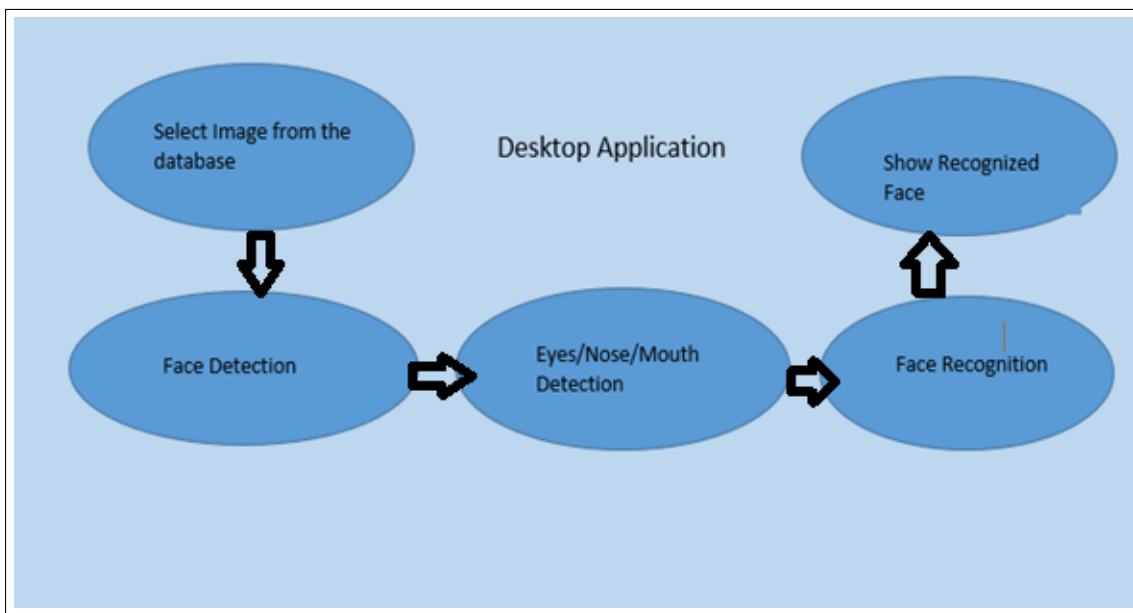 Select Image from the
database
Desktop Application
Show Recognized
Face
Face Detection
Eyes/Nose/Mouth
Detection
Face Recognition